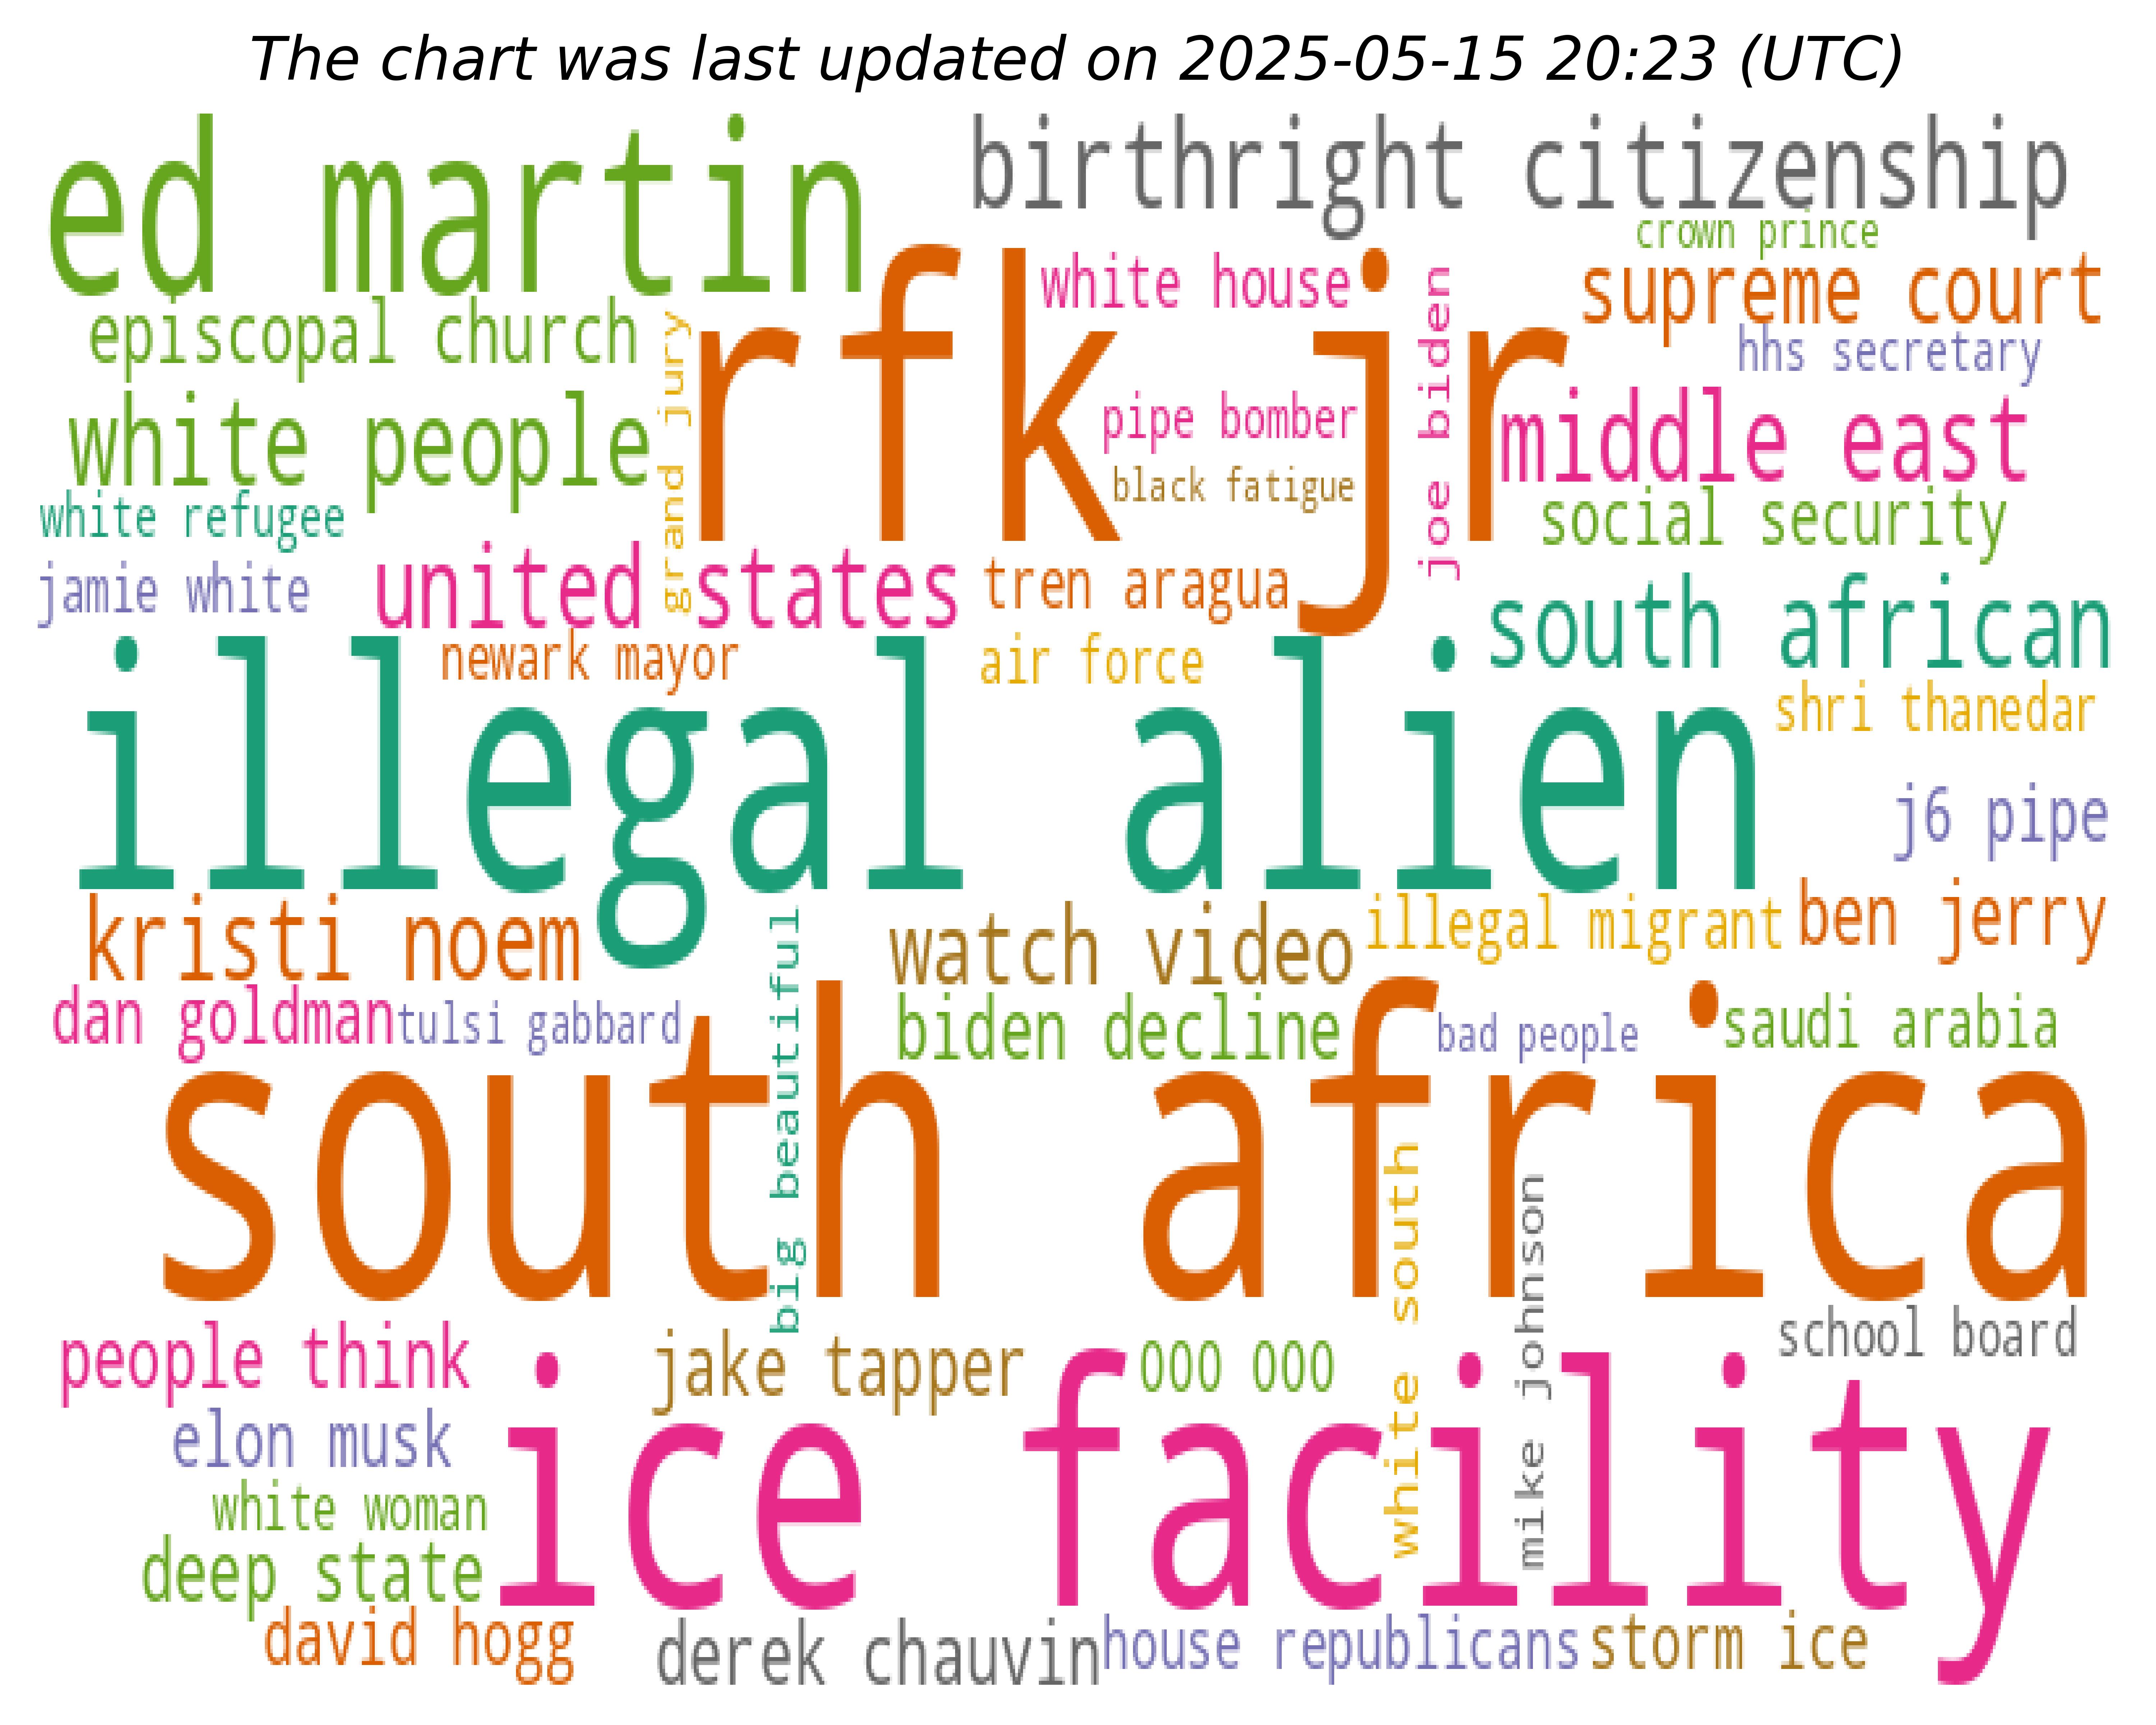 The chart was last updated on 2025-05-15 20:23 (UTC)
ed martin
birthright citizenship
crown prince
white house
supreme court
episcopal church
grand jury
rfk jr
joe biden
hhs secretary
white people
pipe bomber
middle east
black fatigue
white refugee
social security
jamie white
united states
tren aragua
south african
newark mayor
air force
shri thanedar
illegal alien
j6 pipe
kristi noem
big beautiful
watch video
illegal migrant
ben jerry
dan goldman
tulsi gabbard
biden decline
bad people
saudi arabia
south africa
white south
mike johnson
people think
jake tapper
000 000
school board
elon musk
ice facility
white woman
deep state
david hogg
derek chauvin
house republicans
storm ice